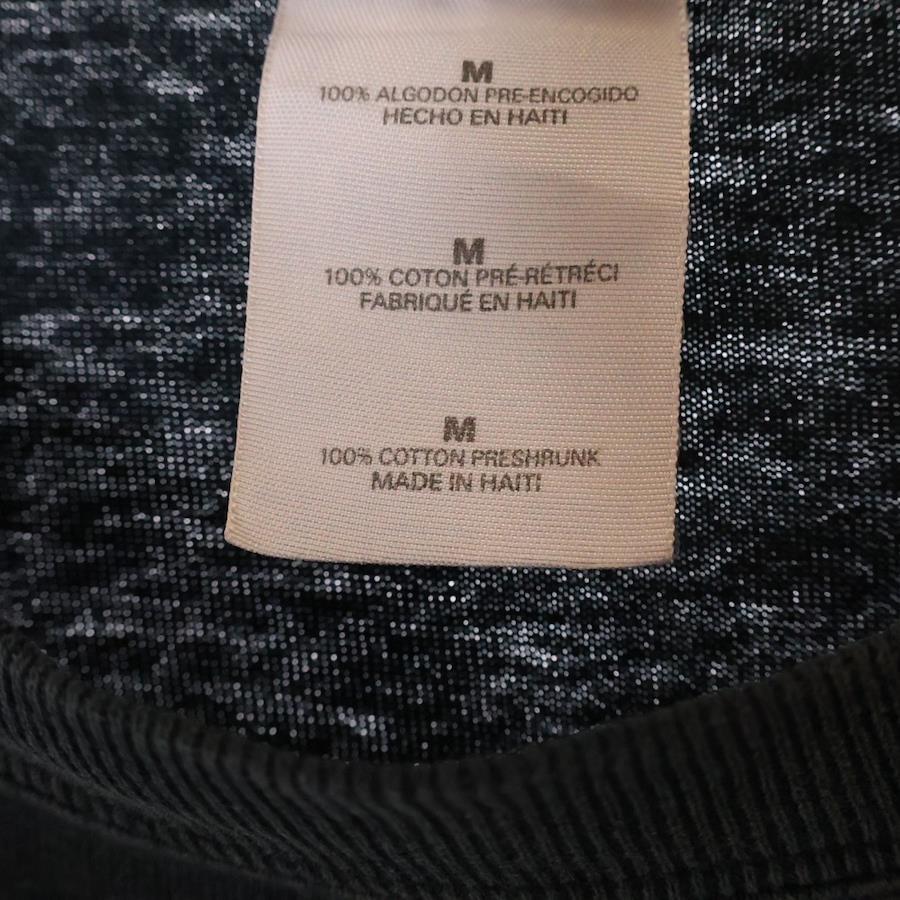 M
100% ALGODON PRE-ENCOGIDO
HECHO EN HAITI
M
100% COTON PRÉ-RÉTRÉCI
FABRIQUÉ EN HAITI
M
100% COTTON PRESHRUNK
MADE IN HAITI